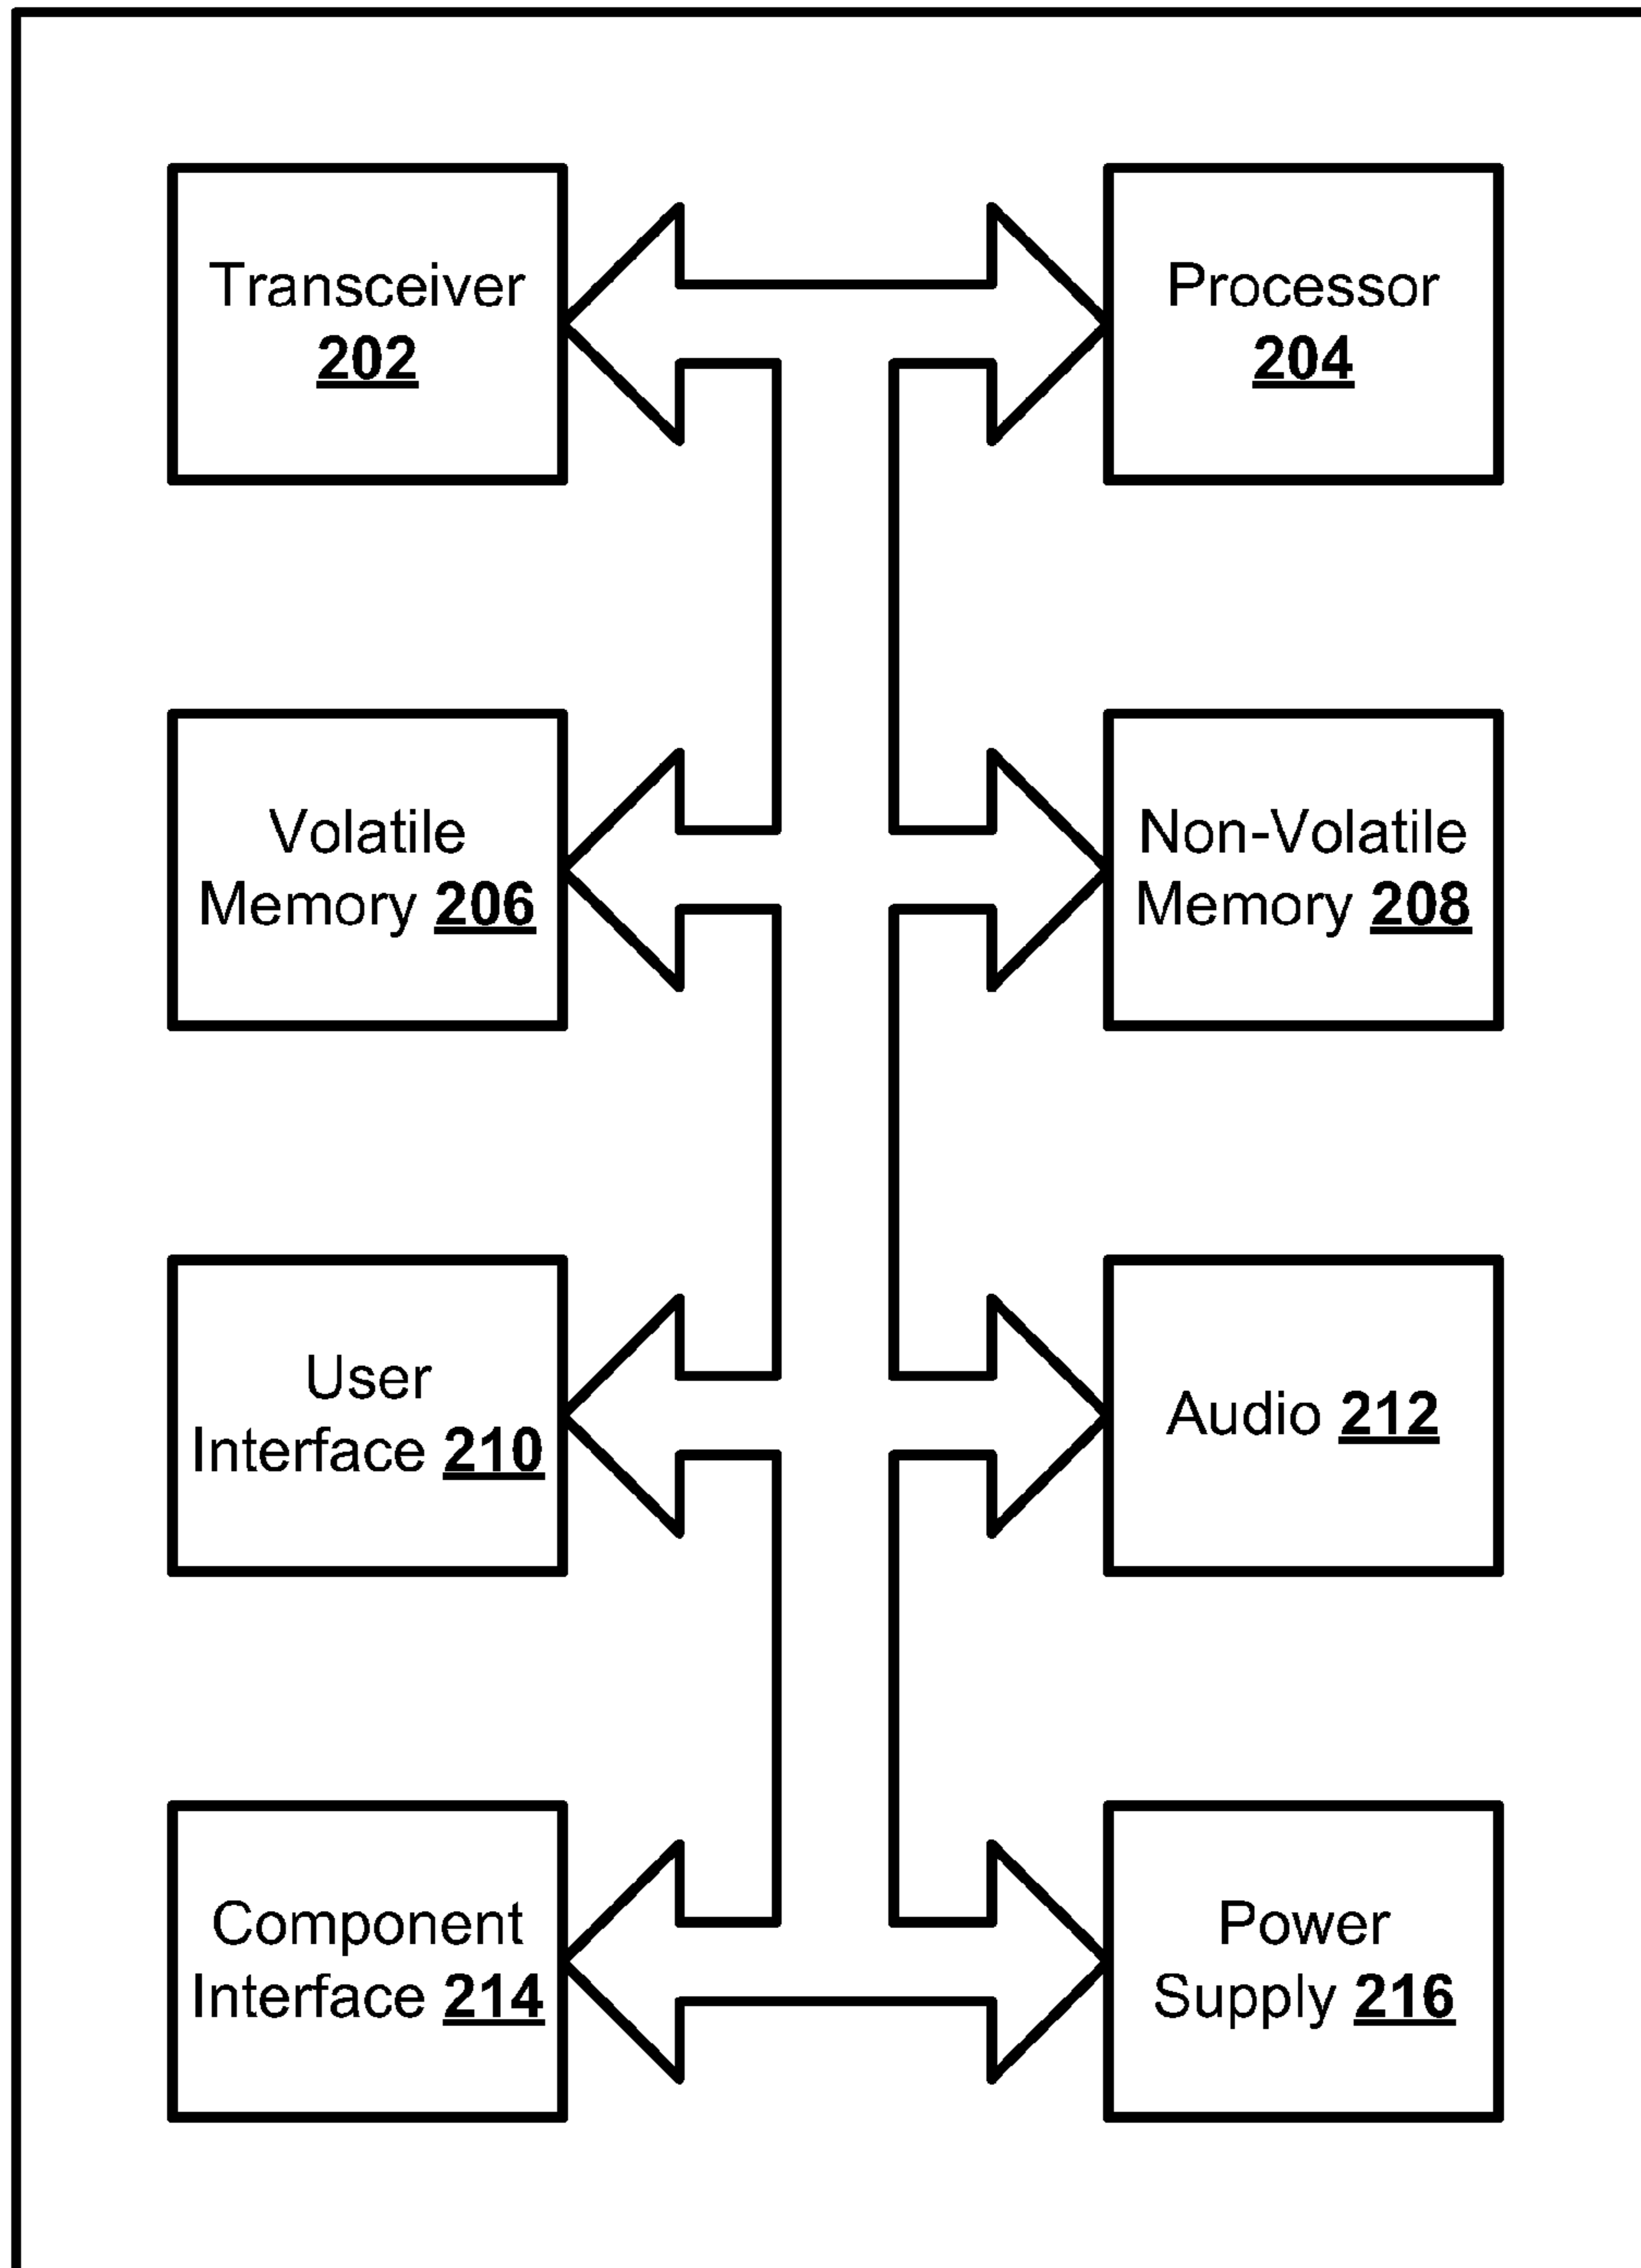 Transceiver
202
Processor
204
Volatile
Memory 206
Non-Volatile
Memory 208
User
Interface 210
Audio 212
Component
Interface 214
Power
Supply 216